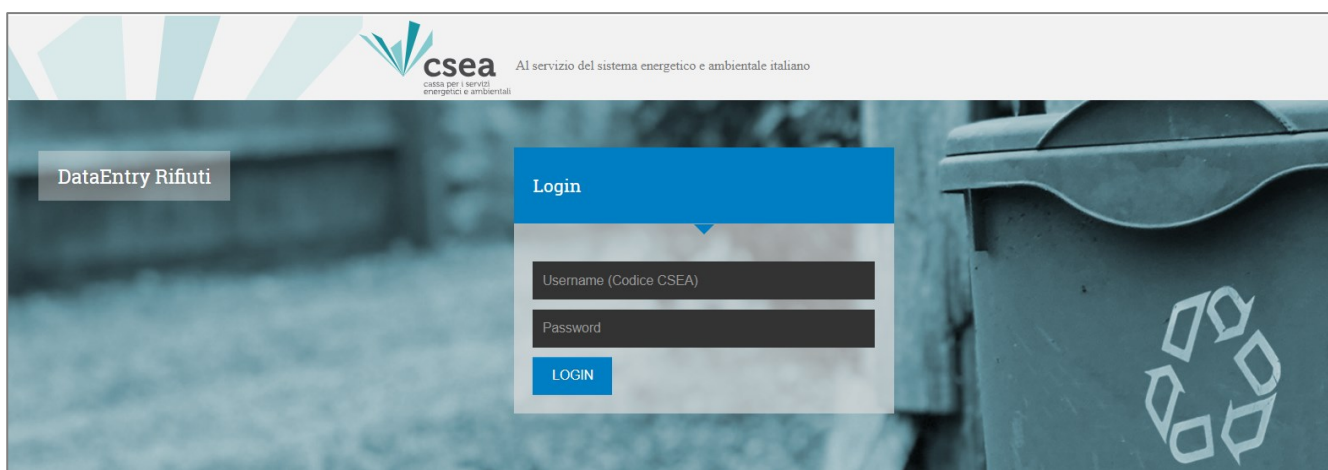 csea
cassa per i servizi
energetici e ambientali
Al servizio del sistema energetico e ambientale italiano
DataEntry Rifiuti
Login
Username (Codice CSEA)
Password
LOGIN